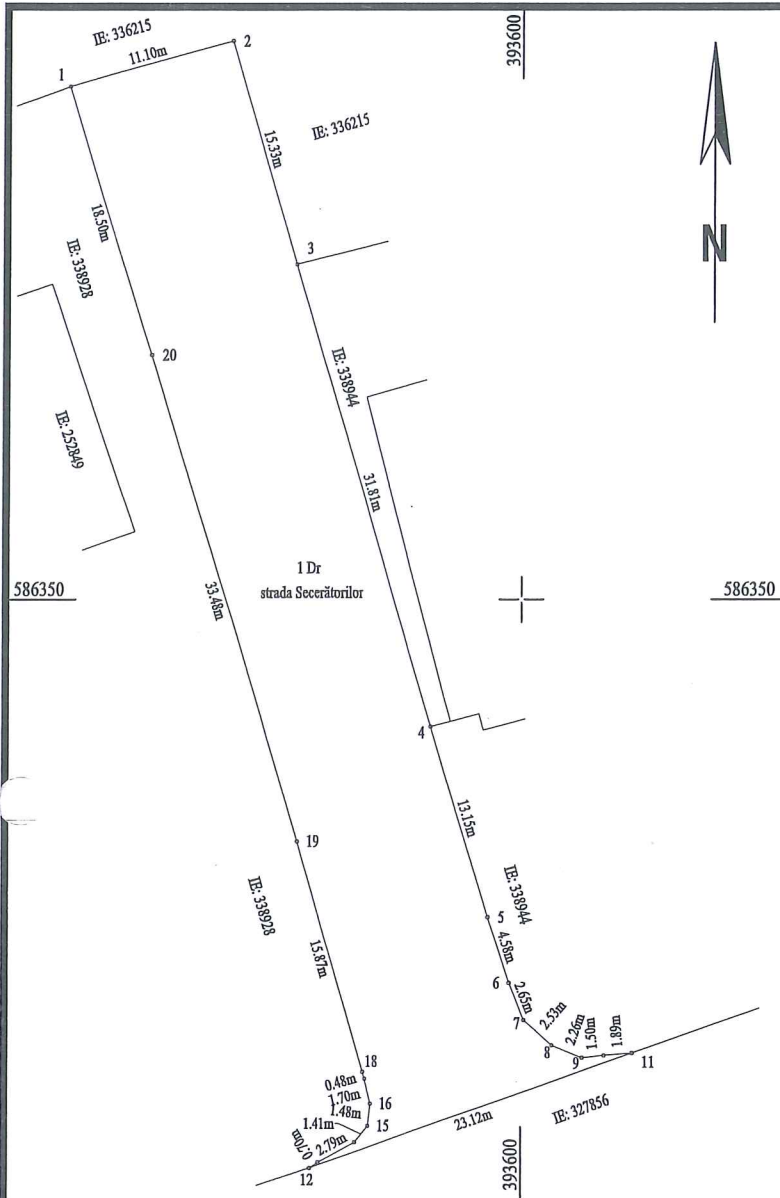 IE: 336215
11.10m
1
2
393600
15.33m
IE: 336215
N
18.50m
IE: 338928
3
20
IE: 338944
IE: 252849
31.81m
1 Dr
strada Secerătorilor
586350
586350
33.48m
4
13.15m
19
IE: 338928
IE: 338944
5
4.58m
15.87m
6
2.65m
7
2.53m
8
2.26m
9
1.50m
1.98m
11
18
0.48m
1.70m
16
1.48m
15
1.41m
2.79m
0.70m
12
23.12m
IE: 327856
393600